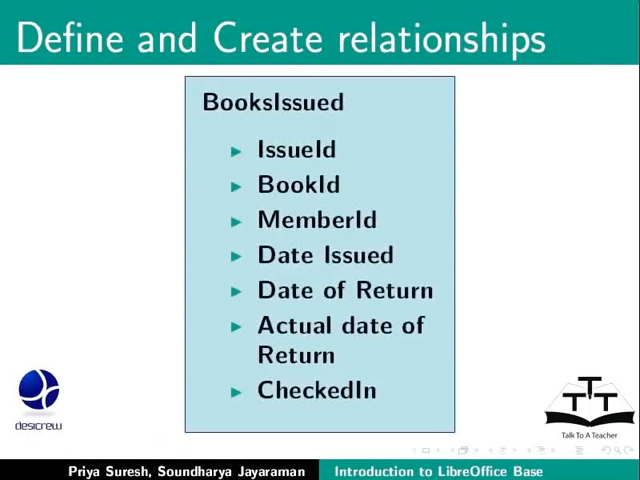 Define and Create relationships
BooksIssued
IssueId
BookId
MemberId
Date Issued
Date of Return
Actual date of
Return
CheckedIn
desicrew
TTT
Talk To A Teacher
Priya Suresh, Soundharya Jayaraman
Introduction to LibreOffice Base